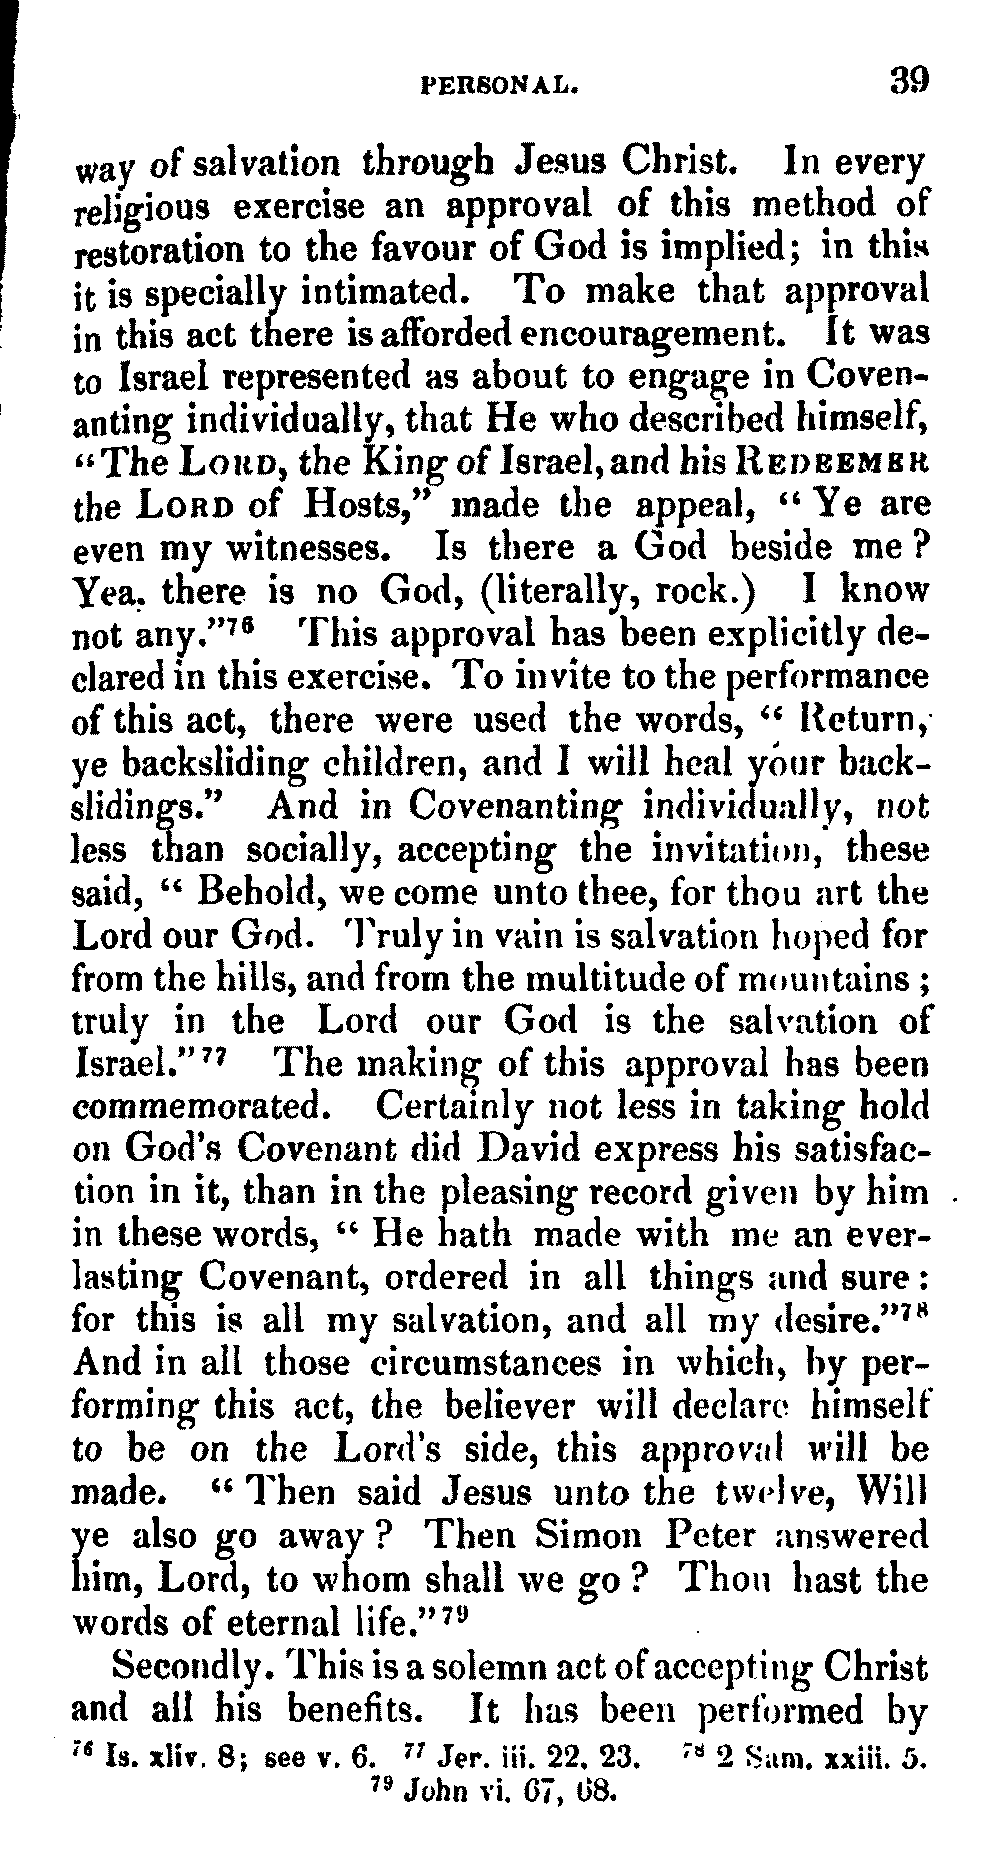 PERSONAL. 39
way of salvation through Jesus Christ. In every
religious exercise an approval of this method of
restoration to the favour of God is implied; in this
it is specially intimated. To make that approval
in this act there is afforded encouragement. It was
to Israel represented as about to engage in Coven-
anting individually, that He who described himself,
“The LORD, the King of Israel, and his REDEEMER
the LORD of Hosts,” made the appeal, “Ye are
even my witnesses. Is there a God beside me?
Yea, there is no God, (literally, rock.) I know
not any.”76 This approval has been explicitly de-
clared in this exercise. To invite to the performance
of this act, there were used the words, “Return,
ye backsliding children, and I will heal your back-
slidings.” And in Covenanting individually, not
less than socially, accepting the invitation, these
said, “Behold, we come unto thee, for thou art the
Lord our God. Truly in vain is salvation hoped for
from the hills, and from the multitude of mountains;
truly in the Lord our God is the salvation of
Israel.”77 The making of this approval has been
commemorated. Certainly not less in taking hold
on God's Covenant did David express his satisfac-
tion in it, than in the pleasing record given by him
in these words, “He hath made with me an ever-
lasting Covenant, ordered in all things and sure:
for this is all my salvation, and all my desire.”78
And in all those circumstances in which, by per-
forming this act, the believer will declare himself
to be on the Lord's side, this approval will be
made. “Then said Jesus unto the twelve, Will
ye also go away? Then Simon Peter answered
him, Lord, to whom shall we go? Thou hast the
words of eternal life.”79
Secondly. This is a solemn act of accepting Christ
and all his benefits. It has been performed by
76 Is. xliv. 8; see v. 6. 77 Jer. iii. 22, 23. 78 2 Sam. xxiii. 5.
79 John vi. 67, 68.